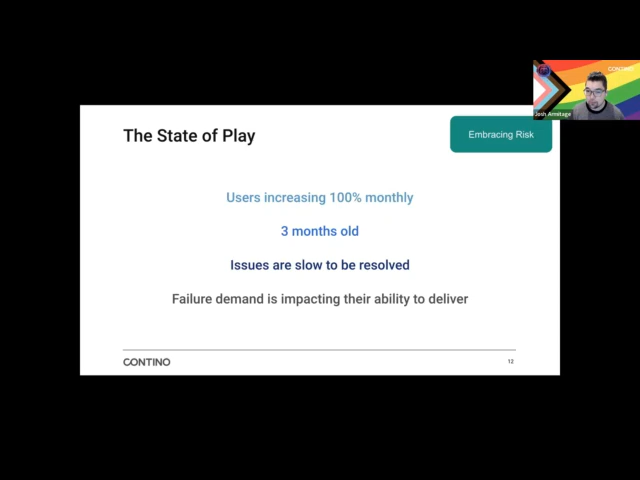 CONTINO
Josh Armitage
The State of Play
Embracing Risk
Users increasing 100% monthly
3 months old
Issues are slow to be resolved
Failure demand is impacting their ability to deliver
CONTINO
12